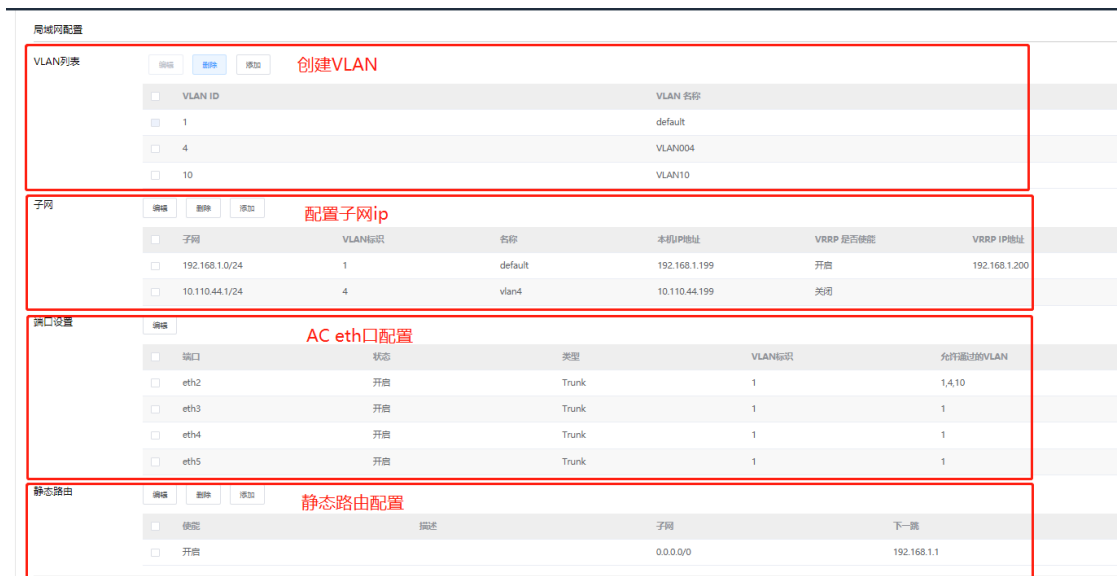 局域网配置
VLAN列表 编辑 删除 添加 创建VLAN
VLAN ID VLAN 名称
1 default
4 VLAN004
10 VLAN10
子网 编辑 删除 添加 配置子网ip
子网 VLAN标识 名称 本机IP地址 VRRP 是否使能 VRRP IP地址
192.168.1.0/24 1 default 192.168.1.199 开启 192.168.1.200
10.110.44.1/24 4 vlan4 10.110.44.199 关闭
端口设置 编辑 AC eth口配置
端口 状态 类型 VLAN标识 允许通过的VLAN
eth2 开启 Trunk 1 1,4,10
eth3 开启 Trunk 1 1
eth4 开启 Trunk 1 1
eth5 开启 Trunk 1 1
静态路由 编辑 删除 添加 静态路由配置
使能 描述 子网 下一跳
开启 0.0.0.0/0 192.168.1.1